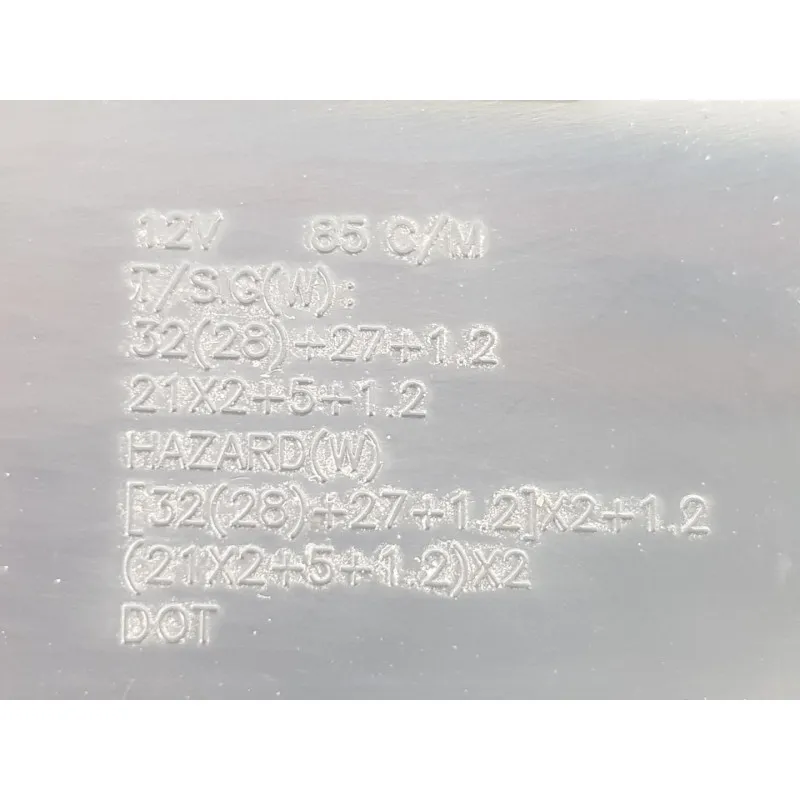 12V 85 C/M
T/S.C(W):
32(28)+27+1.2
21X2+5+1.2
HAZARD(W)
[32(28)+27+1.2]X2+1.2
(21X2+5+1.2)X2
DOT